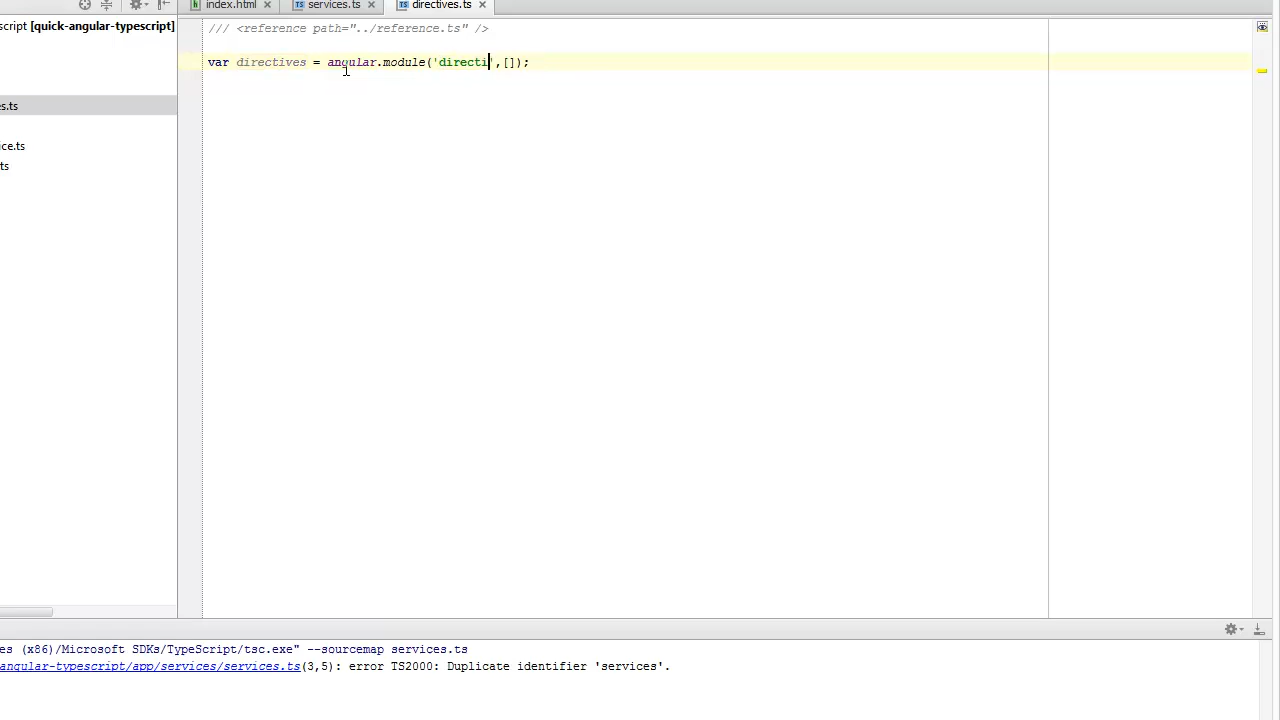 index.html
services.ts
directives.ts
script [quick-angular-typescript]
/// <reference path="../reference.ts" />
var directives = angular.module('directi',[]);
es.ts
ice.ts
ts
es (x86)/Microsoft SDKs/TypeScript/tsc.exe" --sourcemap services.ts
angular-typescript/app/services/services.ts(3,5): error TS2000: Duplicate identifier 'services'.